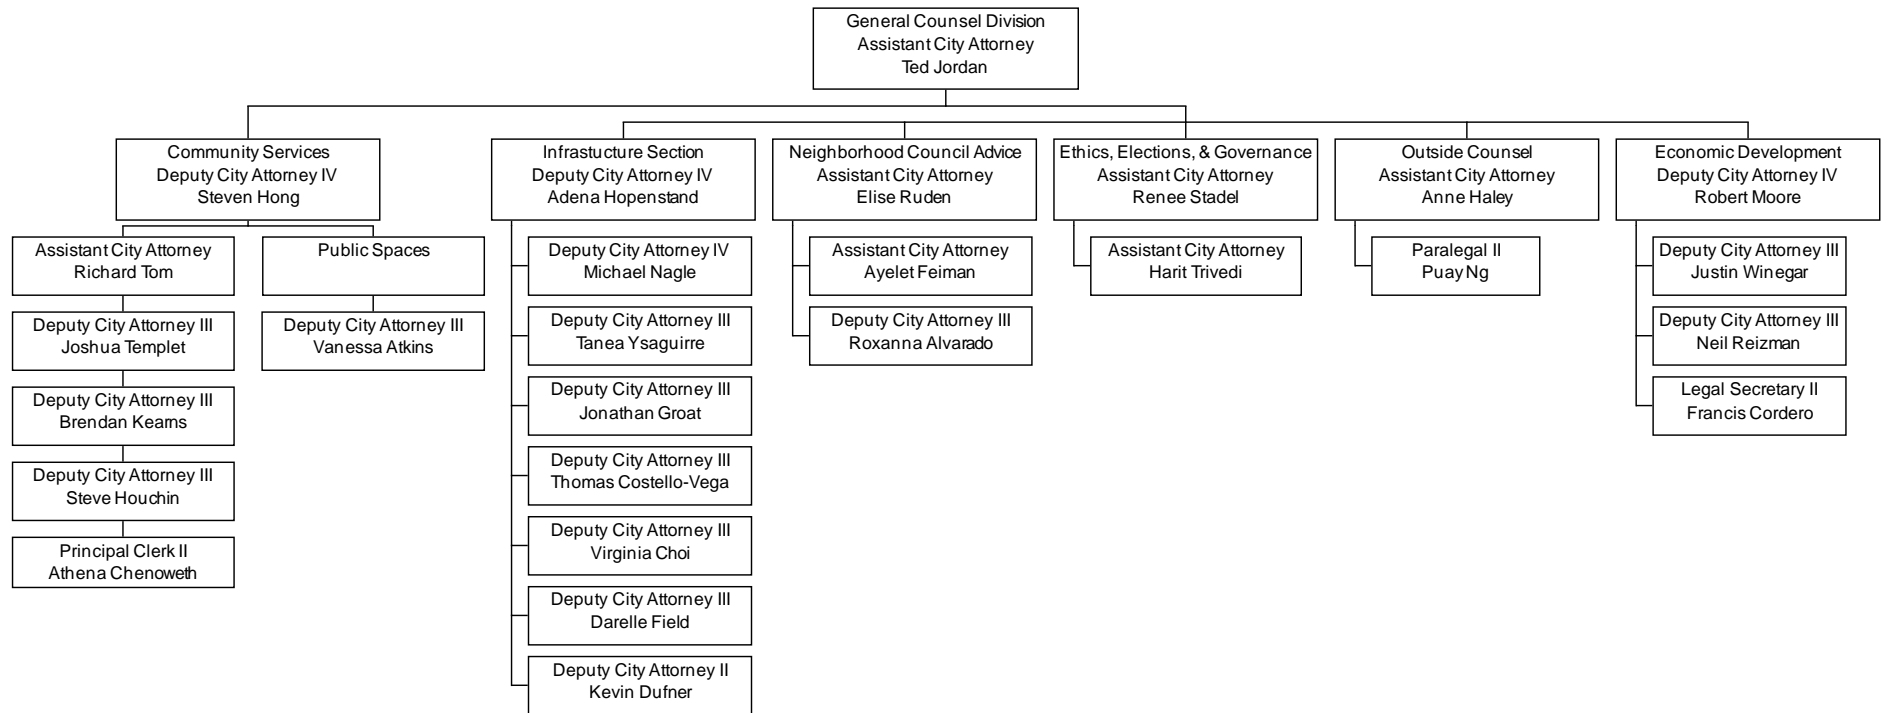 General Counsel Division
Assistant City Attorney
Ted Jordan
Community Services
Deputy City Attorney IV
Steven Hong
Assistant City Attorney
Richard Tom
Deputy City Attorney III
Joshua Templet
Deputy City Attorney III
Brendan Kearns
Deputy City Attorney III
Steve Houchin
Principal Clerk II
Athena Chenoweth
Public Spaces
Deputy City Attorney III
Vanessa Atkins
Infrastucture Section
Deputy City Attorney IV
Adena Hopenstand
Deputy City Attorney IV
Michael Nagle
Deputy City Attorney III
Tanea Ysaguirre
Deputy City Attorney III
Jonathan Groat
Deputy City Attorney III
Thomas Costello-Vega
Deputy City Attorney III
Virginia Choi
Deputy City Attorney III
Darelle Field
Deputy City Attorney II
Kevin Dufner
Neighborhood Council Advice
Assistant City Attorney
Elise Ruden
Assistant City Attorney
Ayelet Feiman
Deputy City Attorney III
Roxanna Alvarado
Ethics, Elections, & Governance
Assistant City Attorney
Renee Stadel
Assistant City Attorney
Harit Trivedi
Outside Counsel
Assistant City Attorney
Anne Haley
Paralegal II
Puay Ng
Economic Development
Deputy City Attorney IV
Robert Moore
Deputy City Attorney III
Justin Winegar
Deputy City Attorney III
Neil Reizman
Legal Secretary II
Francis Cordero